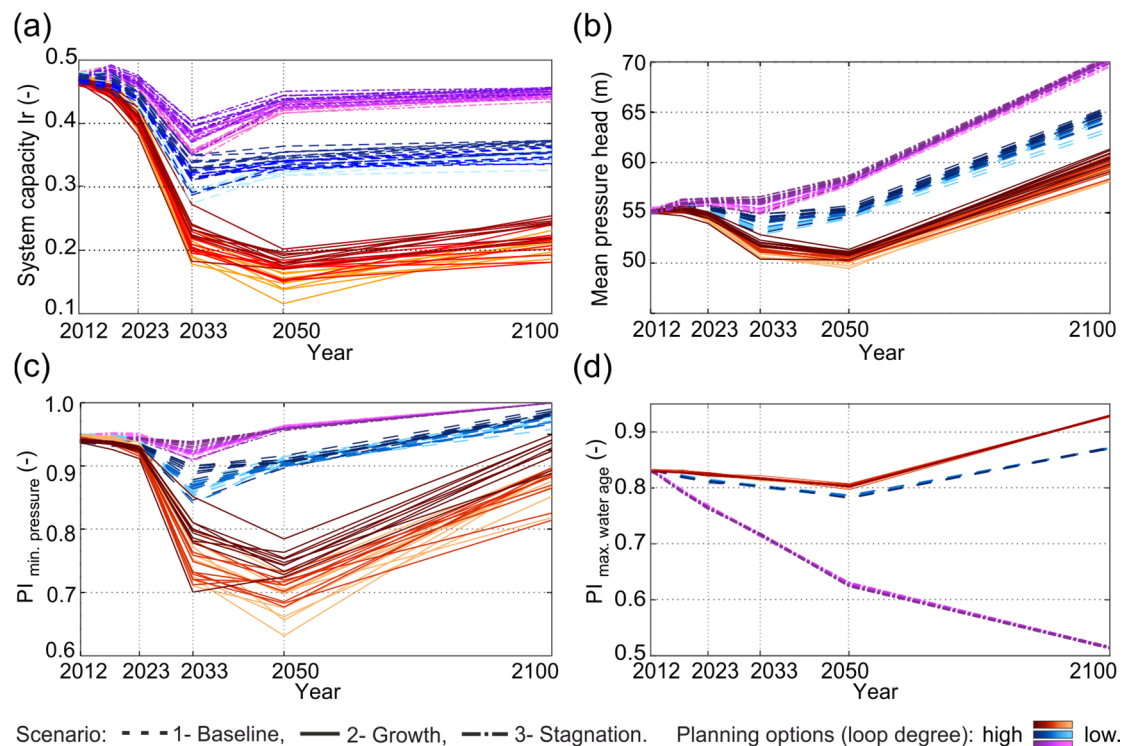 (a)
System capacity Ir (-)
0.5
0.4
0.3
0.2
0.1
2012 2023 2033 2050 2100
Year
(b)
Mean pressure head (m)
70
65
60
55
50
2012 2023 2033 2050 2100
Year
(c)
PI min. pressure (-)
1.0
0.9
0.8
0.7
0.6
2012 2023 2033 2050 2100
Year
(d)
PI max. water age (-)
0.9
0.8
0.7
0.6
0.5
2012 2023 2033 2050 2100
Year
Scenario: 1- Baseline, 2- Growth, 3- Stagnation. Planning options (loop degree): high low.